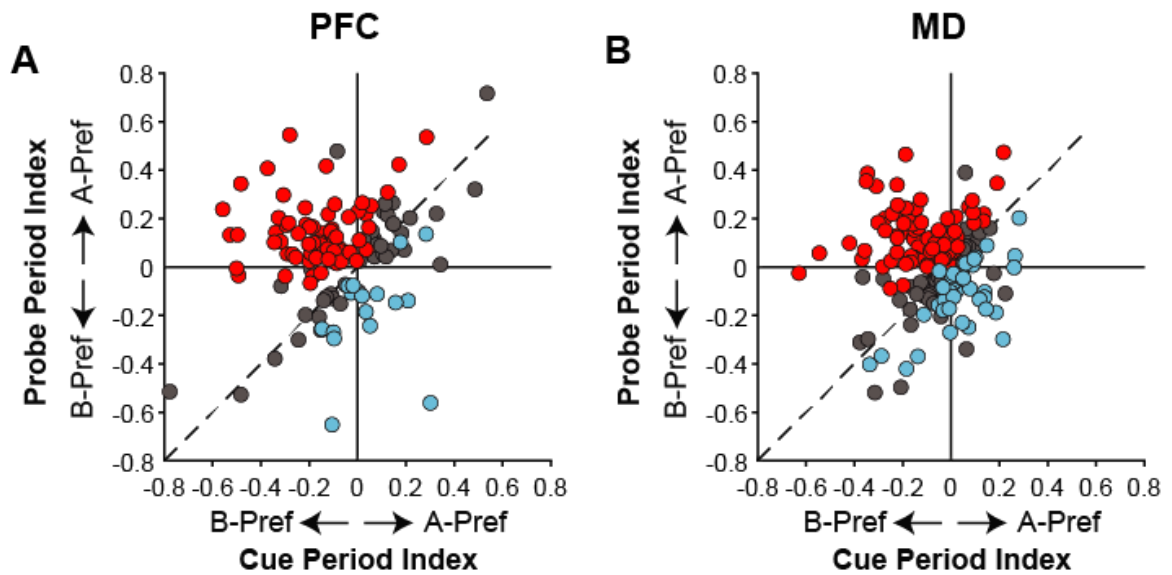 PFC
A
Probe Period Index
B-Pref A-Pref
0.8
0.6
0.4
0.2
0
-0.2
-0.4
-0.6
-0.8
-0.8 -0.6 -0.4 -0.2 0 0.2 0.4 0.6 0.8
B-Pref A-Pref
Cue Period Index
MD
B
Probe Period Index
B-Pref A-Pref
0.8
0.6
0.4
0.2
0
-0.2
-0.4
-0.6
-0.8
-0.8 -0.6 -0.4 -0.2 0 0.2 0.4 0.6 0.8
B-Pref A-Pref
Cue Period Index